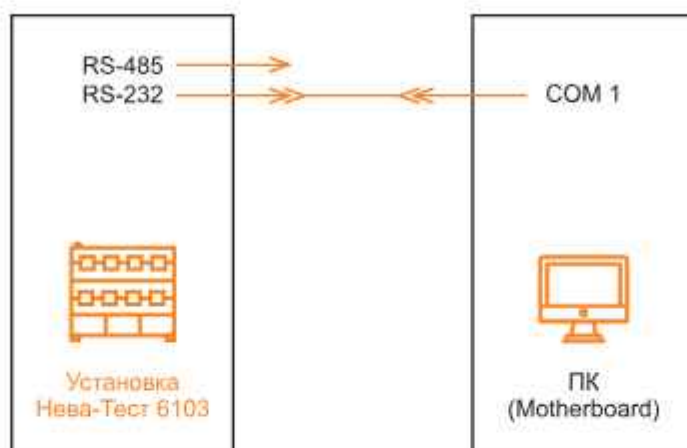 RS-485
RS-232
COM 1
Установка
Нева-Тест 6103
ПК
(Motherboard)